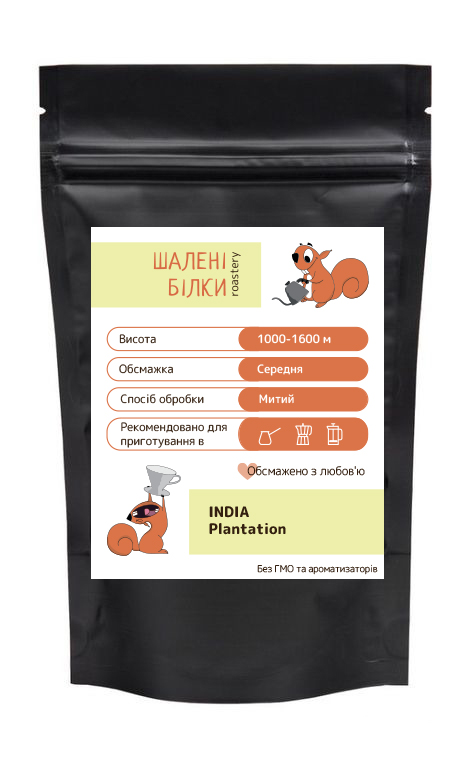 ШАЛЕНІ
БІЛКИ
roastery
Висота
1000-1600 м
Обсмажка
Середня
Спосіб обробки
Митий
Рекомендовано для
приготування в
Обсмажено з любов'ю
INDIA
Plantation
Без ГМО та ароматизаторів